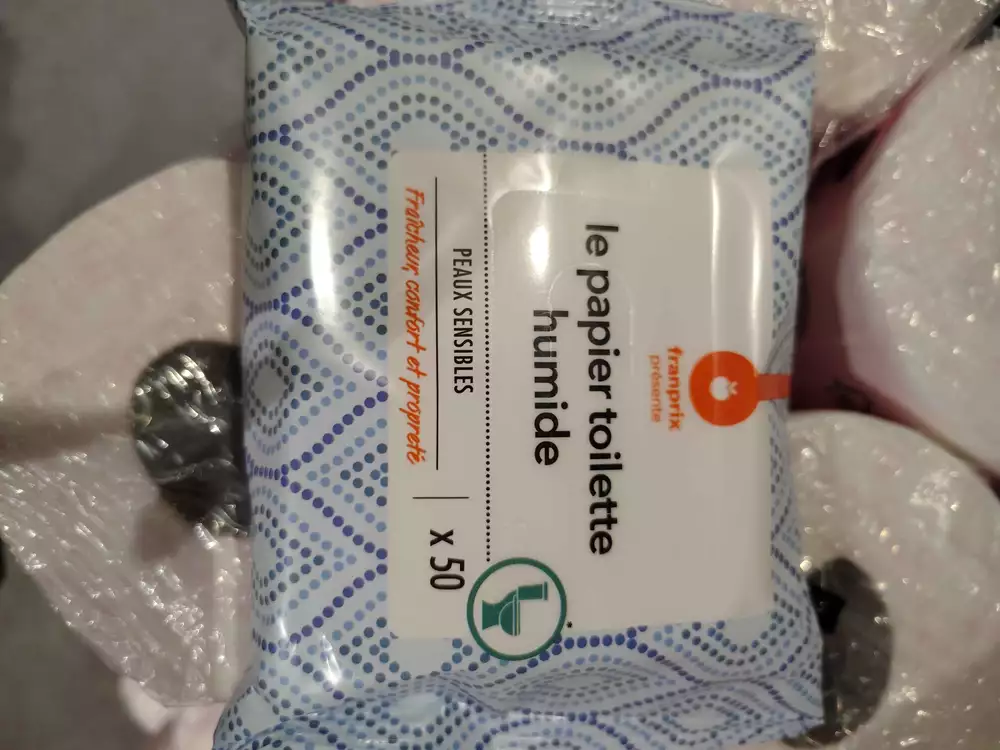 franprix
présente
le papier toilette
humide
PEAUX SENSIBLES
Fraîcheur, confort et propreté
x 50